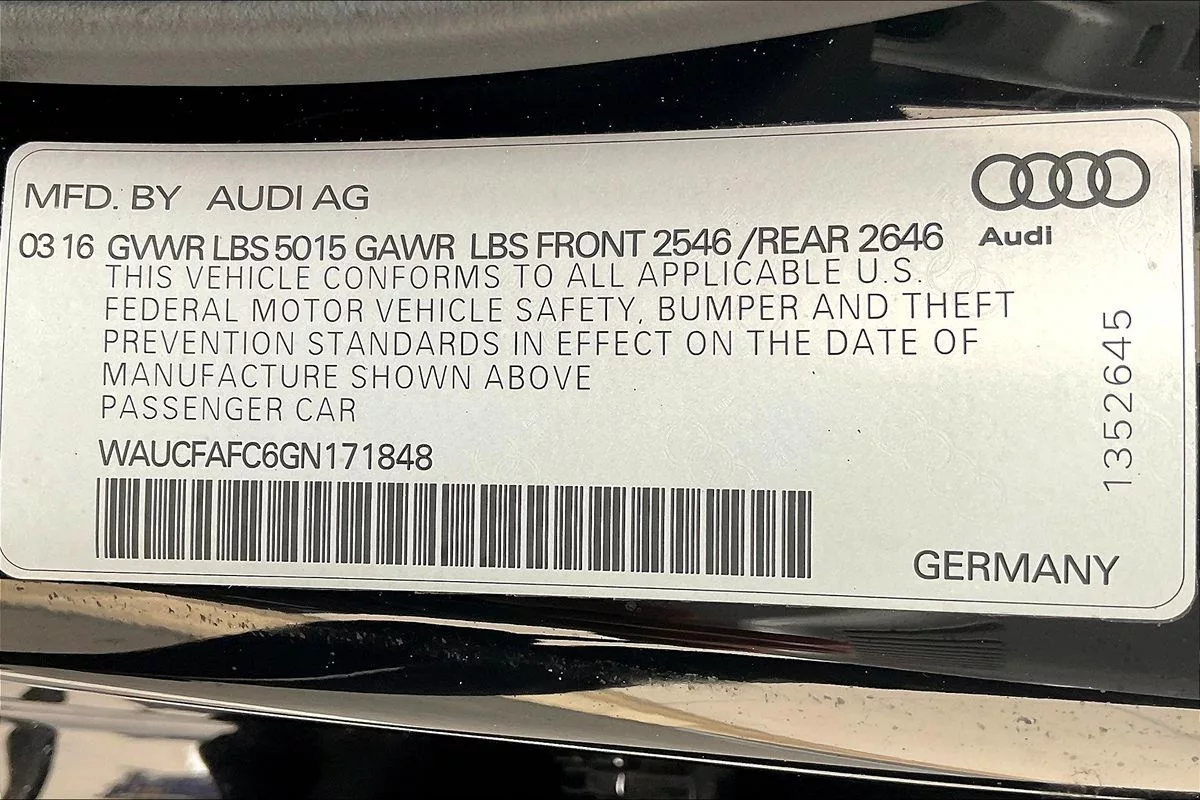 MFD. BY AUDI AG
Audi
03 16 GVWR LBS 5015 GAWR LBS FRONT 2546 /REAR 2646
THIS VEHICLE CONFORMS TO ALL APPLICABLE U.S.
FEDERAL MOTOR VEHICLE SAFETY, BUMPER AND THEFT
PREVENTION STANDARDS IN EFFECT ON THE DATE OF
MANUFACTURE SHOWN ABOVE
PASSENGER CAR
WAUCFAFC6GN171848
1352645
GERMANY